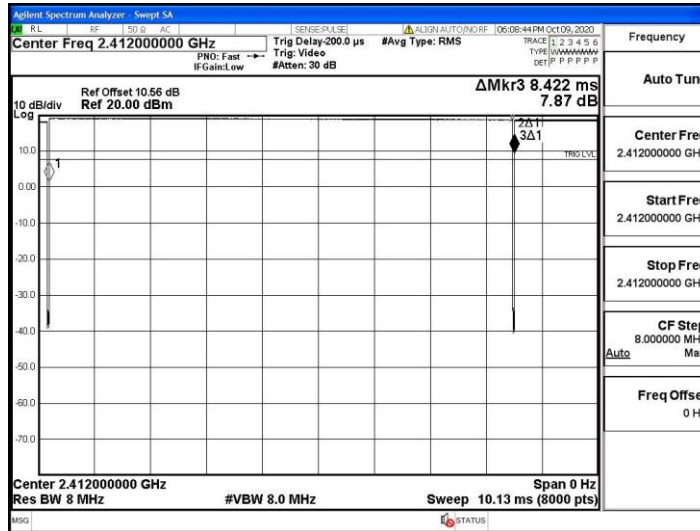 Agilent Spectrum Analyzer - Swept SA
RL RF 50 Ω AC SENSE:PULSE ALIGN AUTO/NO RF 06:08:44 PM Oct 09, 2020
Center Freq 2.412000000 GHz
PNO: Fast
IFGain:Low
Trig Delay-200.0 µs
Trig: Video
#Atten: 30 dB
#Avg Type: RMS
TRACE 1 2 3 4 5 6
TYPE
DET P P P P P P
Ref Offset 10.56 dB
10 dB/div Ref 20.00 dBm
Log
ΔMkr3 8.422 ms
7.87 dB
1
2Δ1
3Δ1
TRIG LVL
10.0
0.00
-10.0
-20.0
-30.0
-40.0
-50.0
-60.0
-70.0
Center 2.412000000 GHz Span 0 Hz
Res BW 8 MHz #VBW 8.0 MHz Sweep 10.13 ms (8000 pts)
MSG STATUS
Frequency
Auto Tun
Center Fre
2.412000000 GH
Start Fre
2.412000000 GH
Stop Fre
2.412000000 GH
CF Ste
8.000000 MH
Auto Ma
Freq Offse
0 H